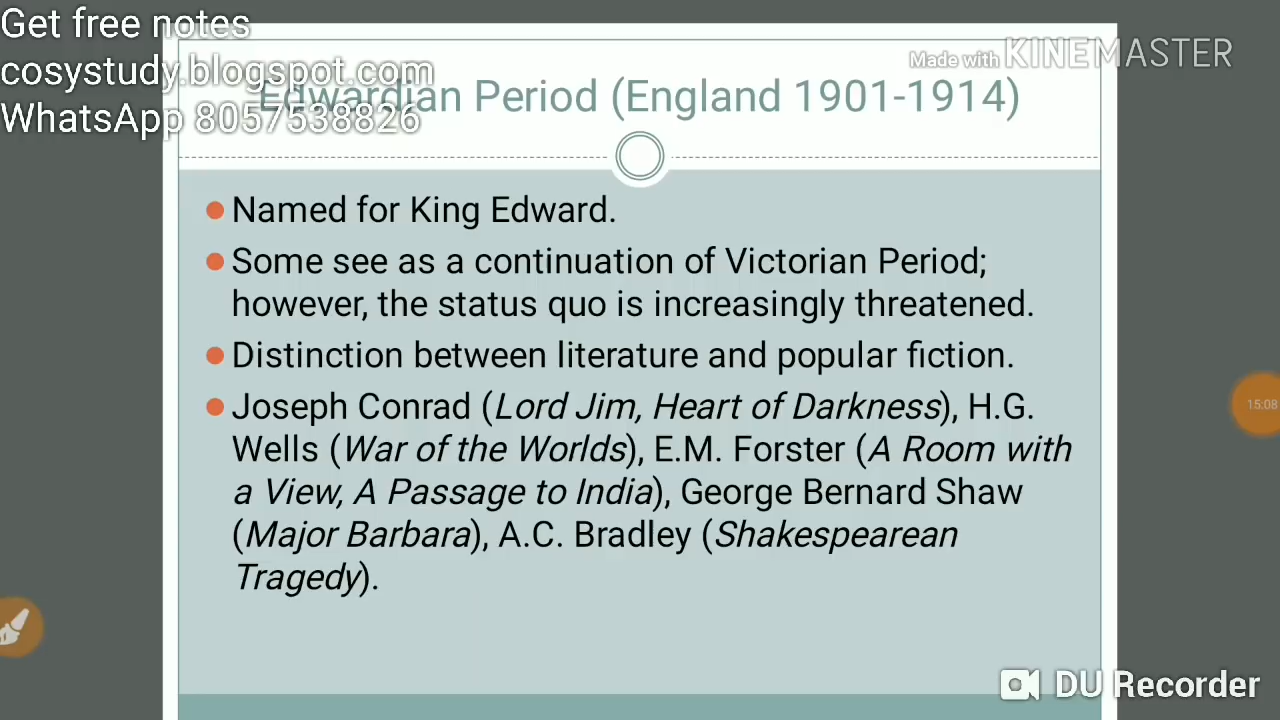 Get free notes
cosystudy.blogspot.com
WhatsApp 8057538826
Made with KINEMASTER
Edwardian Period (England 1901-1914)
Named for King Edward.
Some see as a continuation of Victorian Period;
however, the status quo is increasingly threatened.
Distinction between literature and popular fiction.
Joseph Conrad (Lord Jim, Heart of Darkness), H.G.
Wells (War of the Worlds), E.M. Forster (A Room with
a View, A Passage to India), George Bernard Shaw
(Major Barbara), A.C. Bradley (Shakespearean
Tragedy).
15:08
DU Recorder